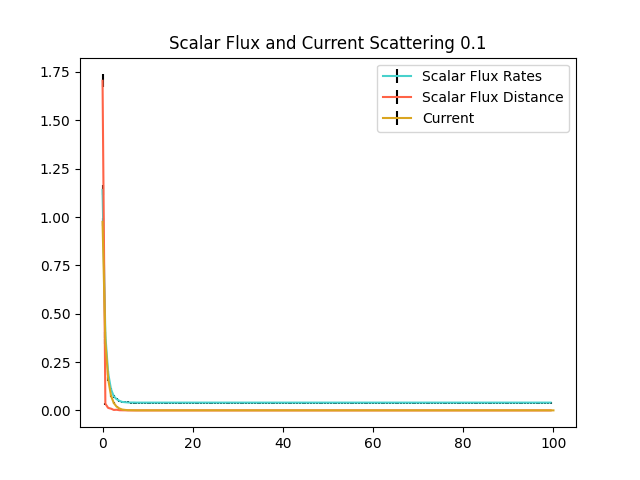 Scalar Flux and Current Scattering 0.1
1.75
1.50
1.25
1.00
0.75
0.50
0.25
0.00
Scalar Flux Rates
Scalar Flux Distance
Current
0 20 40 60 80 100